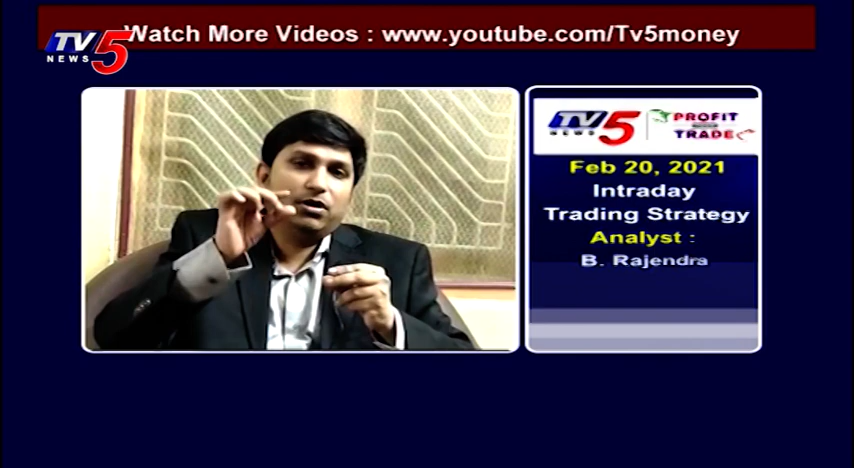 Watch More Videos : www.youtube.com/Tv5money
TV5
NEWS
TV5
NEWS
PROFIT
TRADE
Feb 20, 2021
Intraday
Trading Strategy
Analyst :
B. Rajendra